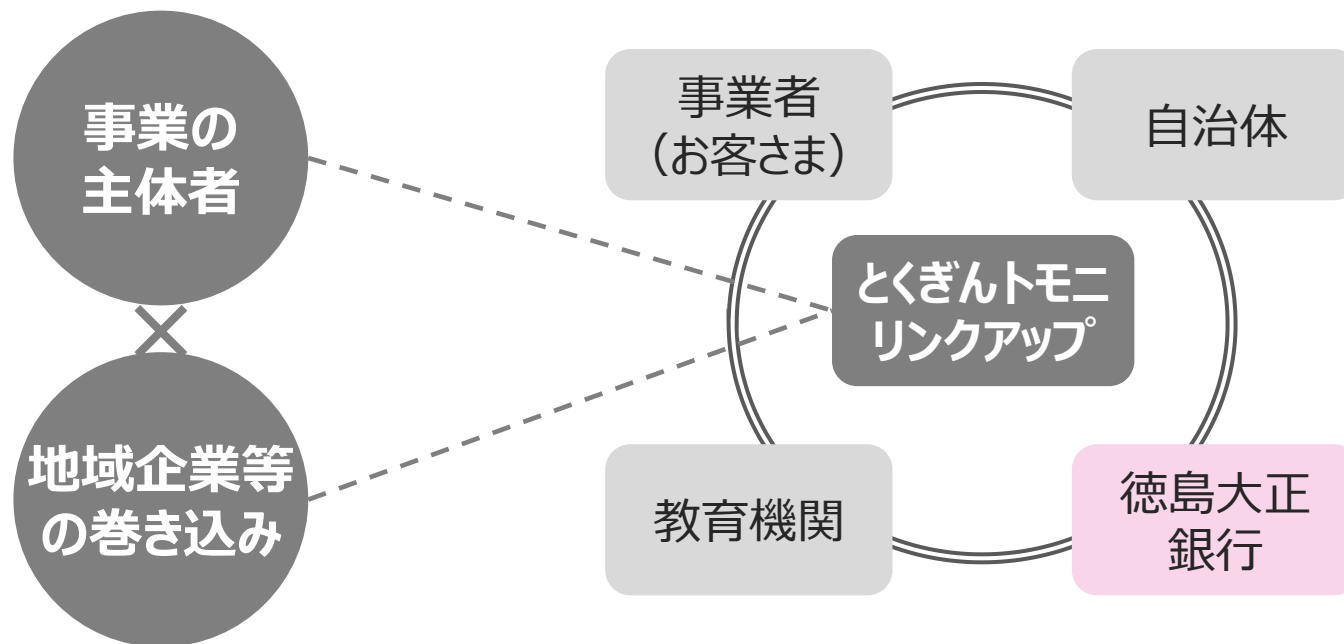 事業の
主体者
地域企業等
の巻き込み
事業者
（お客さま）
自治体
とくぎんトモニ
リンクアップ
教育機関
徳島大正
銀行